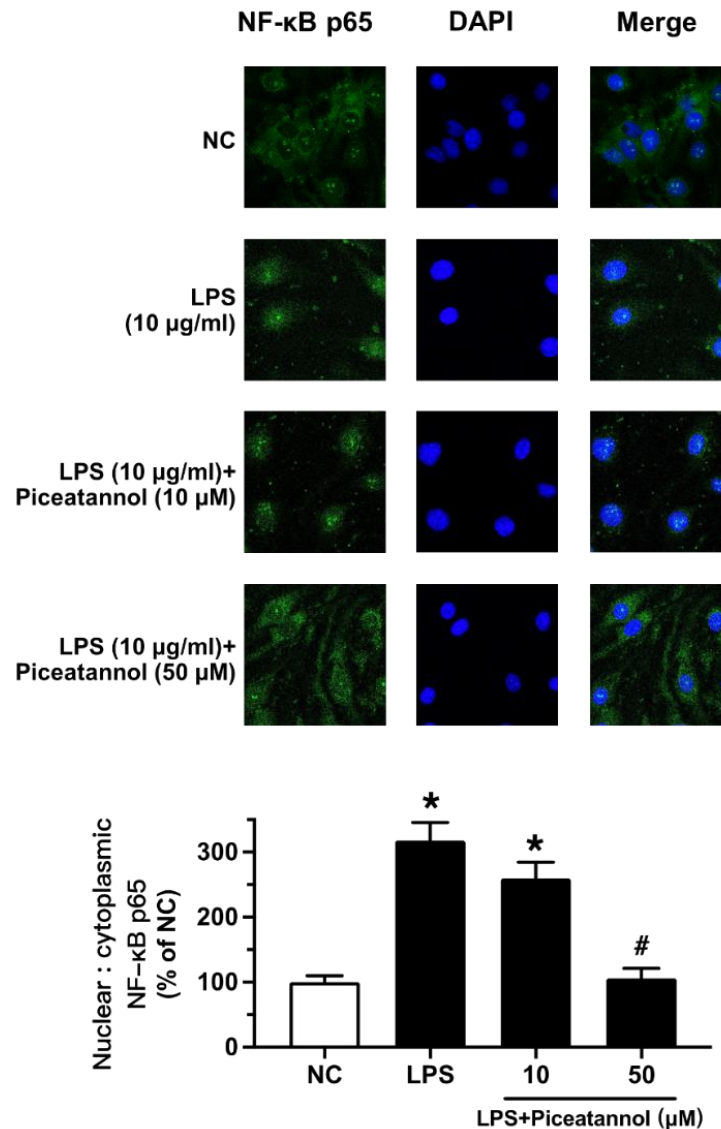 NF-κB p65 DAPI Merge
NC
LPS
(10 μg/ml)
LPS (10 μg/ml)+
Piceatannol (10 μM)
LPS (10 μg/ml)+
Piceatannol (50 μM)
Nuclear : cytoplasmic
NF–κB p65
(% of NC)
300
200
100
0
* * #
NC LPS 10 50
LPS+Piceatannol (μM)